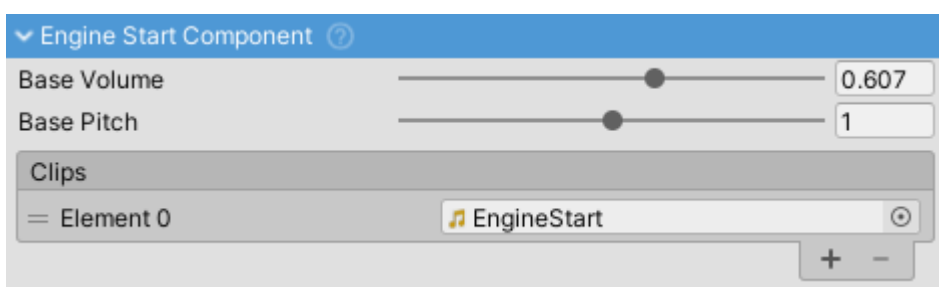 Engine Start Component
Base Volume 0.607
Base Pitch 1
Clips
= Element 0 EngineStart
+ -